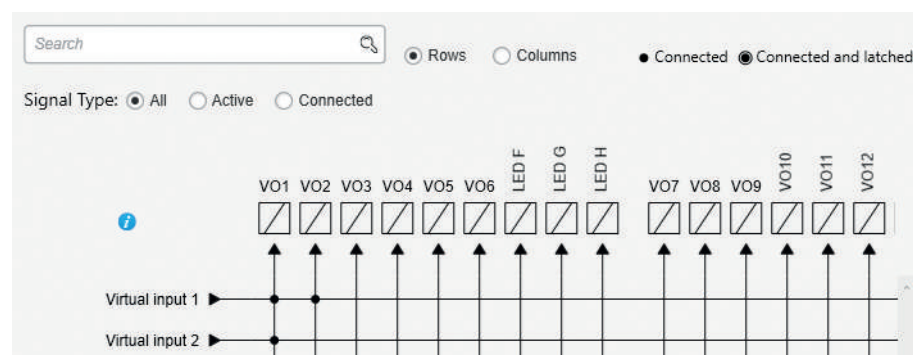 Search
Rows Columns Connected Connected and latched
Signal Type: All Active Connected
VO1 VO2 VO3 VO4 VO5 VO6 LED F LED G LED H VO7 VO8 VO9 VO10 VO11 VO12
Virtual input 1
Virtual input 2